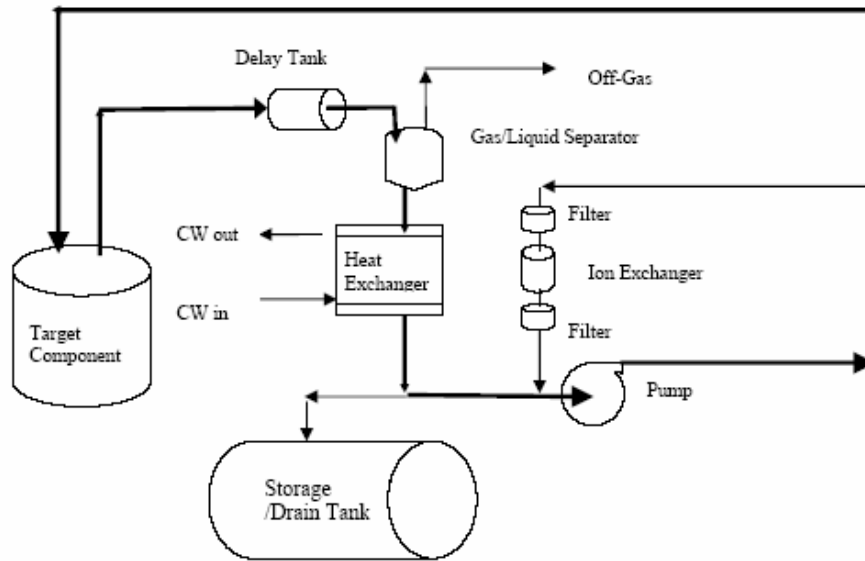 Delay Tank
Off-Gas
Gas/Liquid Separator
CW out
Heat
Exchanger
CW in
Filter
Ion Exchanger
Filter
Target
Component
Pump
Storage
/Drain Tank